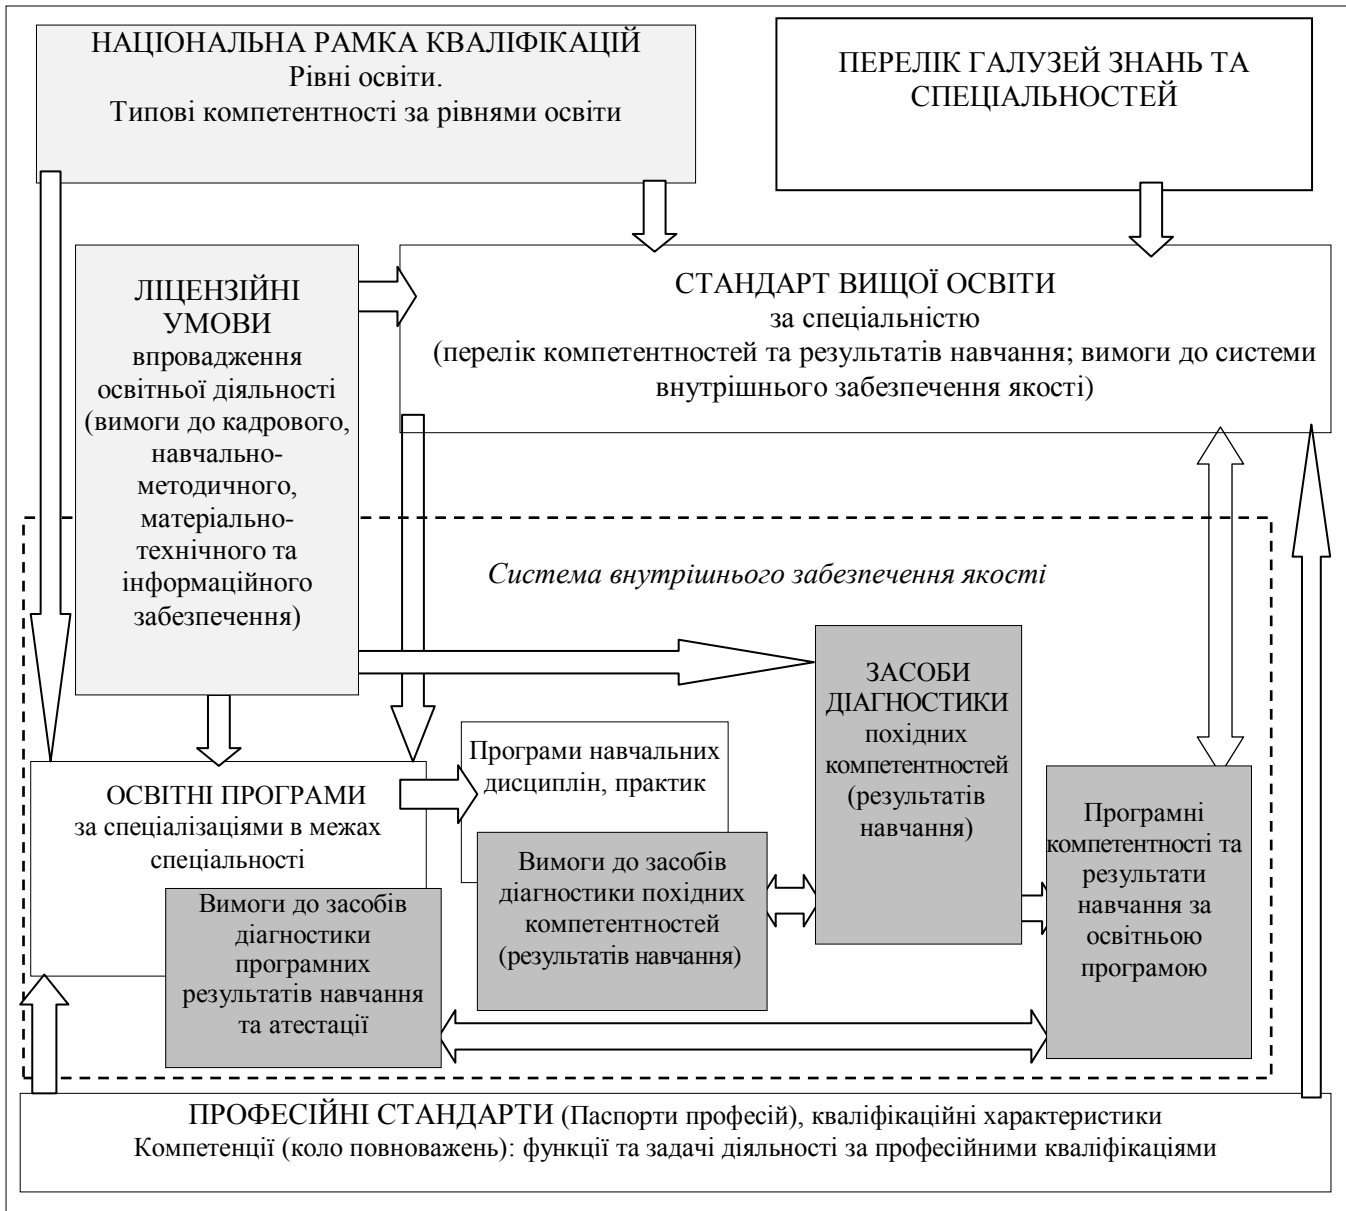 НАЦІОНАЛЬНА РАМКА КВАЛІФІКАЦІЙ
Рівні освіти.
Типові компетентності за рівнями освіти
ПЕРЕЛІК ГАЛУЗЕЙ ЗНАНЬ ТА
СПЕЦІАЛЬНОСТЕЙ
ЛІЦЕНЗІЙНІ
УМОВИ
впровадження
освітньої діяльності
(вимоги до кадрового,
навчально-
методичного,
матеріально-
технічного та
інформаційного
забезпечення)
СТАНДАРТ ВИЩОЇ ОСВІТИ
за спеціальністю
(перелік компетентностей та результатів навчання; вимоги до системи
внутрішнього забезпечення якості)
Система внутрішнього забезпечення якості
ОСВІТНІ ПРОГРАМИ
за спеціалізаціями в межах
спеціальності
Вимоги до засобів
діагностики
програмних
результатів навчання
та атестації
Програми навчальних
дисциплін, практик
Вимоги до засобів
діагностики похідних
компетентностей
(результатів навчання)
ЗАСОБИ
ДІАГНОСТИКИ
похідних
компетентностей
(результатів
навчання)
Програмні
компетентності та
результати
навчання за
освітньою
програмою
ПРОФЕСІЙНІ СТАНДАРТИ (Паспорти професій), кваліфікаційні характеристики
Компетенції (коло повноважень): функції та задачі діяльності за професійними кваліфікаціями